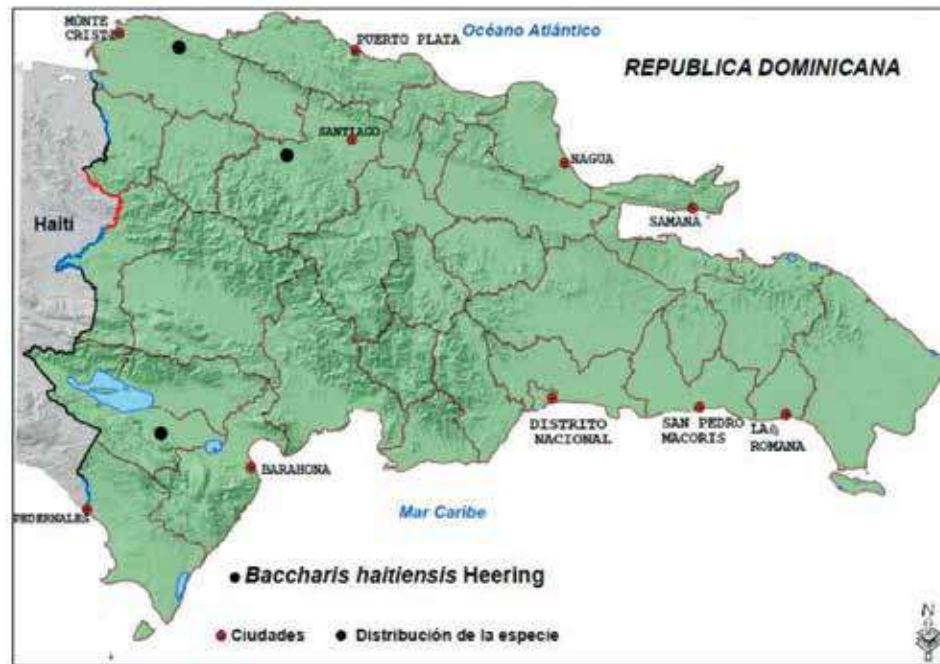 MONTE
CRISTI
PUERTO PLATA
Océano Atlántico
REPUBLICA DOMINICANA
SANTIAGO
NAGUA
Haití
SAMANA
DISTRITO
NACIONAL
SAN PEDRO
MACORIS
LA
ROMANA
BARAHONA
PEDERNALES
Mar Caribe
Baccharis haitiensis Heering
Ciudades
Distribución de la especie
N